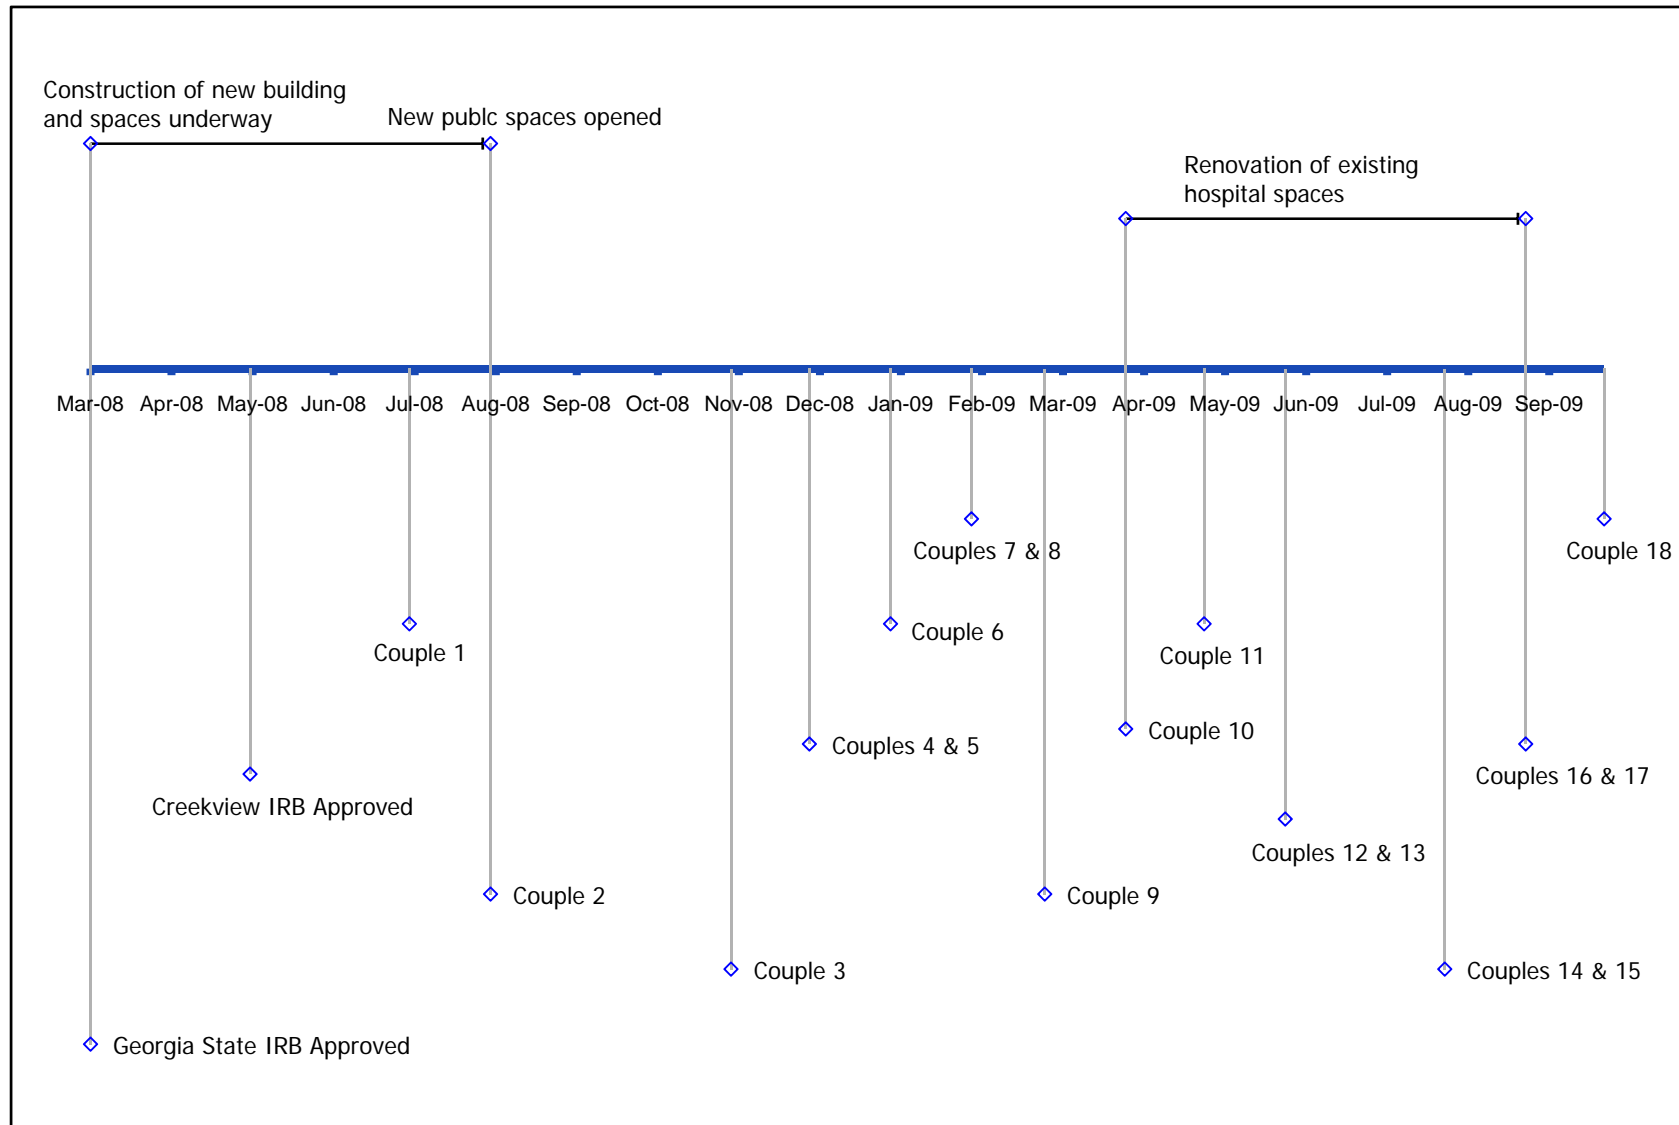 Construction of new building
and spaces underway
New publc spaces opened
Renovation of existing
hospital spaces
Mar-08 Apr-08 May-08 Jun-08 Jul-08 Aug-08 Sep-08 Oct-08 Nov-08 Dec-08 Jan-09 Feb-09 Mar-09 Apr-09 May-09 Jun-09 Jul-09 Aug-09 Sep-09
Couples 7 & 8
Couple 18
Couple 6
Couple 1
Couple 11
Couple 10
Couples 4 & 5
Couples 16 & 17
Creekview IRB Approved
Couples 12 & 13
Couple 2
Couple 9
Couple 3
Couples 14 & 15
Georgia State IRB Approved